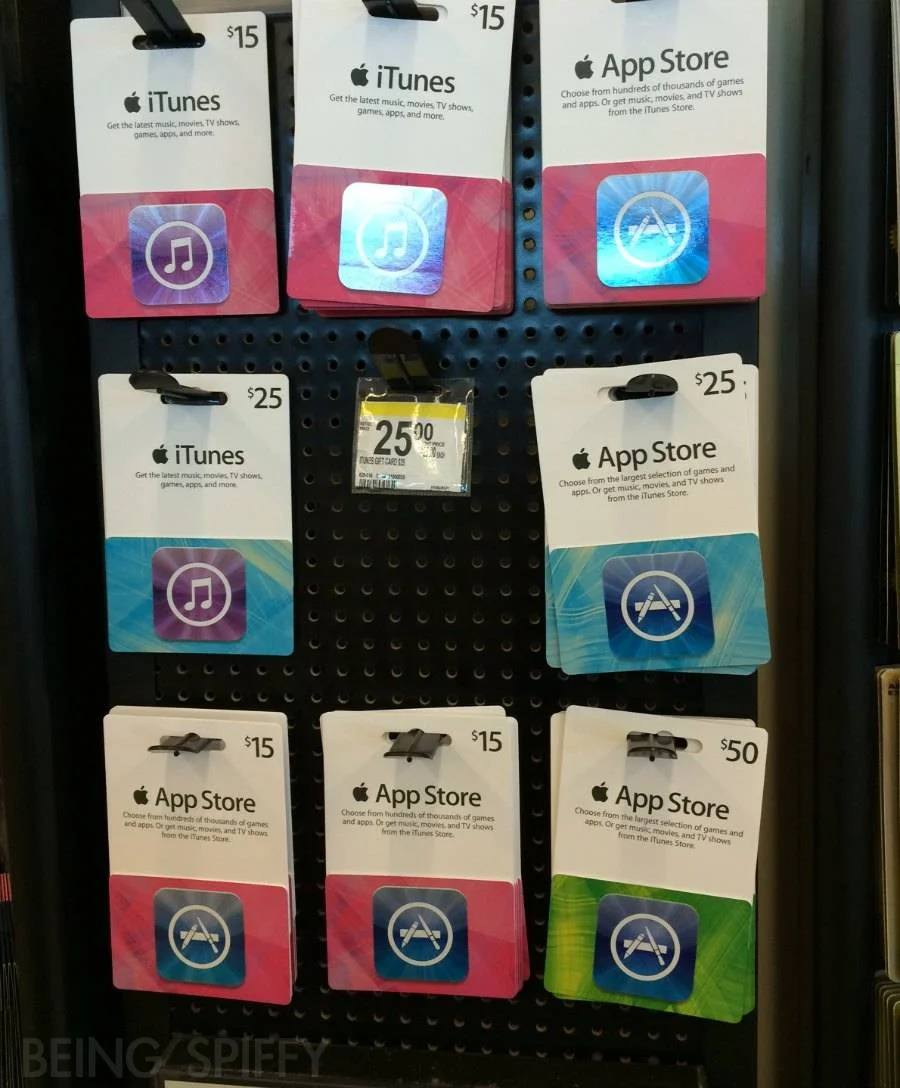 $15
iTunes
Get the latest music, movies, TV shows,
games, apps, and more.
$15
iTunes
Get the latest music, movies, TV shows,
games, apps, and more.
App Store
Choose from hundreds of thousands of games
and apps. Or get music, movies, and TV shows
from the iTunes Store.
$25
iTunes
Get the latest music, movies, TV shows,
games, apps, and more.
25 00
ITUNES GIFT CARD $25
$25
App Store
Choose from the largest selection of games and
apps. Or get music, movies, and TV shows
from the iTunes Store.
$15
App Store
Choose from hundreds of thousands of games
and apps. Or get music, movies, and TV shows
from the iTunes Store.
$15
App Store
Choose from hundreds of thousands of games
and apps. Or get music, movies, and TV shows
from the iTunes Store.
$50
App Store
Choose from the largest selection of games and
apps. Or get music, movies, and TV shows
from the iTunes Store.
BEING/SPIFFY